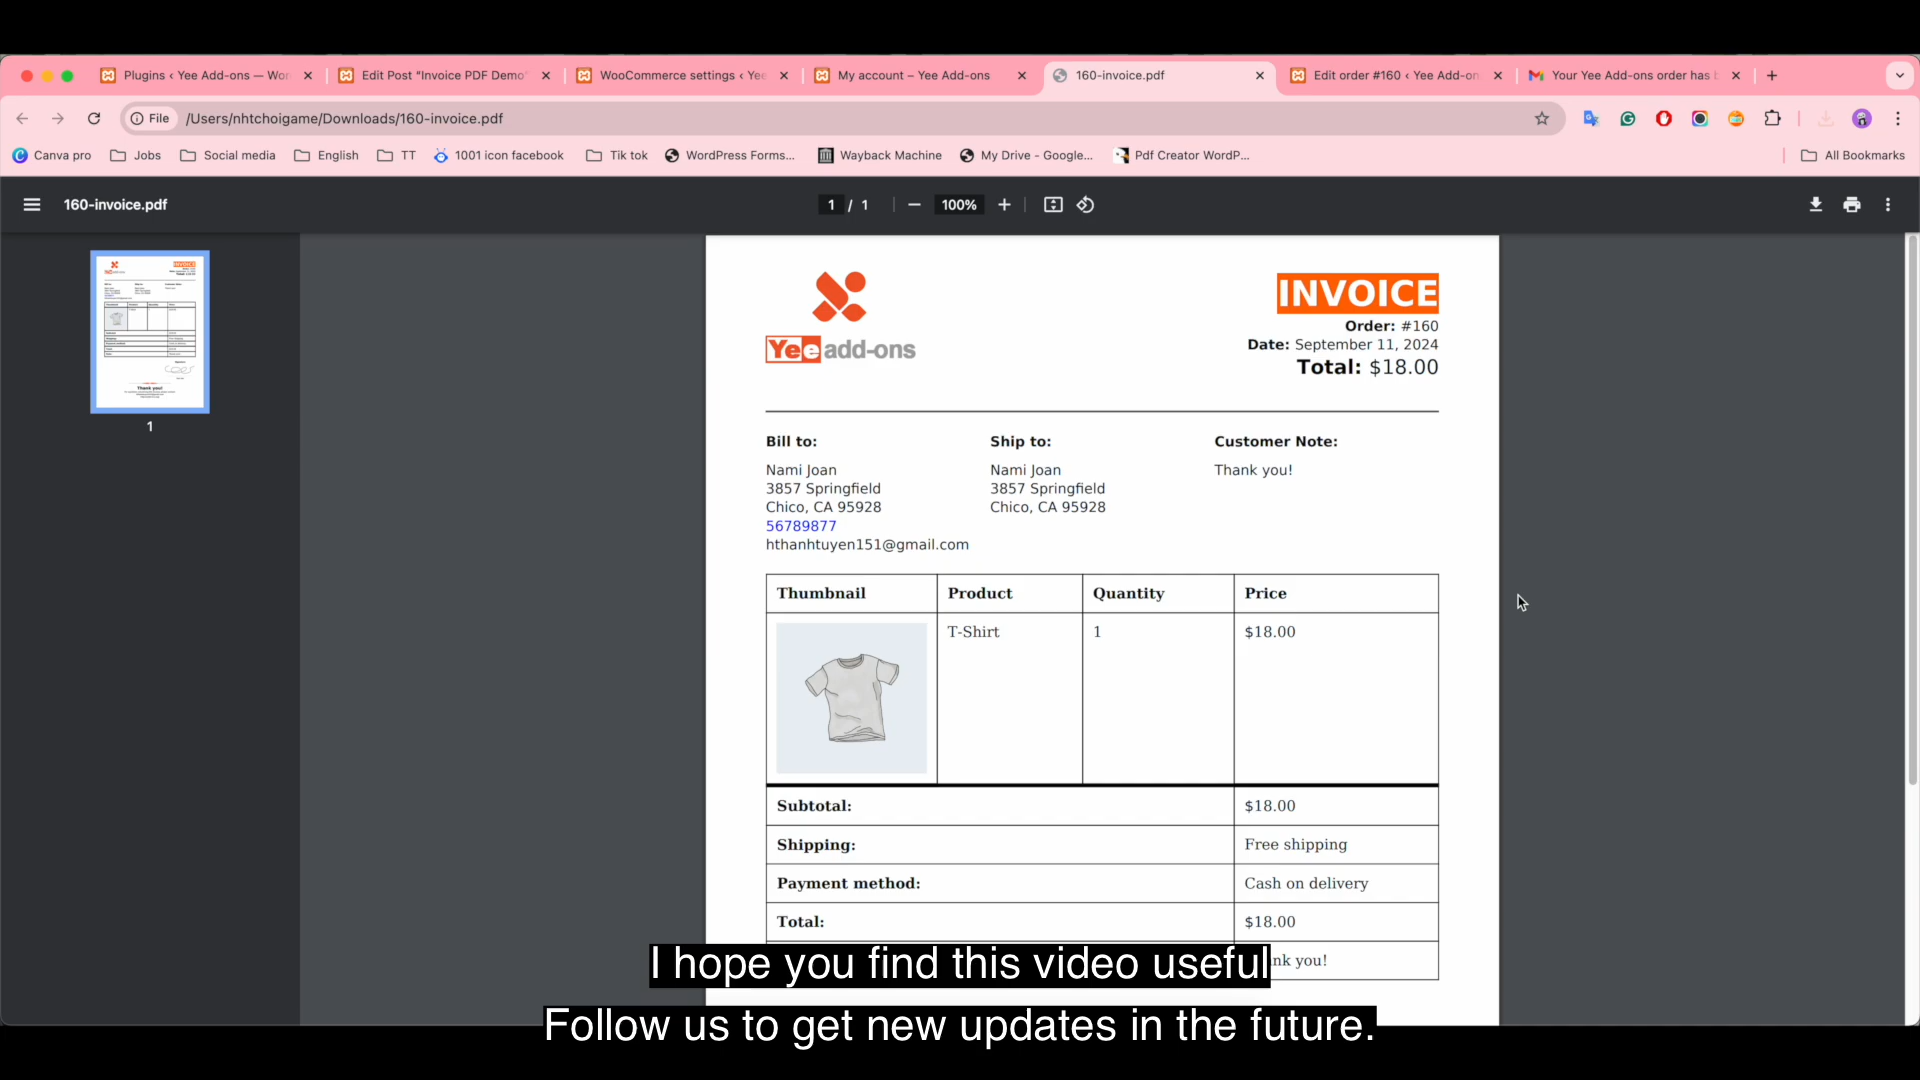 Plugins ‹ Yee Add-ons — Wor
Edit Post “Invoice PDF Demo”
WooCommerce settings ‹ Yee
My account – Yee Add-ons
160-invoice.pdf
Edit order #160 ‹ Yee Add-on
Your Yee Add-ons order has
File
/Users/nhtchoigame/Downloads/160-invoice.pdf
Canva pro
Jobs
Social media
English
TT
1001 icon facebook
Tik tok
WordPress Forms...
Wayback Machine
My Drive - Google...
Pdf Creator WordP...
All Bookmarks
160-invoice.pdf
1 / 1
100%
1
Yee add-ons
INVOICE
Order: #160
Date: September 11, 2024
Total: $18.00
Bill to:
Nami Joan
3857 Springfield
Chico, CA 95928
56789877
hthanhtuyen151@gmail.com
Ship to:
Nami Joan
3857 Springfield
Chico, CA 95928
Customer Note:
Thank you!
Thumbnail Product Quantity Price
T-Shirt 1 $18.00
Subtotal: $18.00
Shipping: Free shipping
Payment method: Cash on delivery
Total: $18.00
nk you!
I hope you find this video useful
Follow us to get new updates in the future.